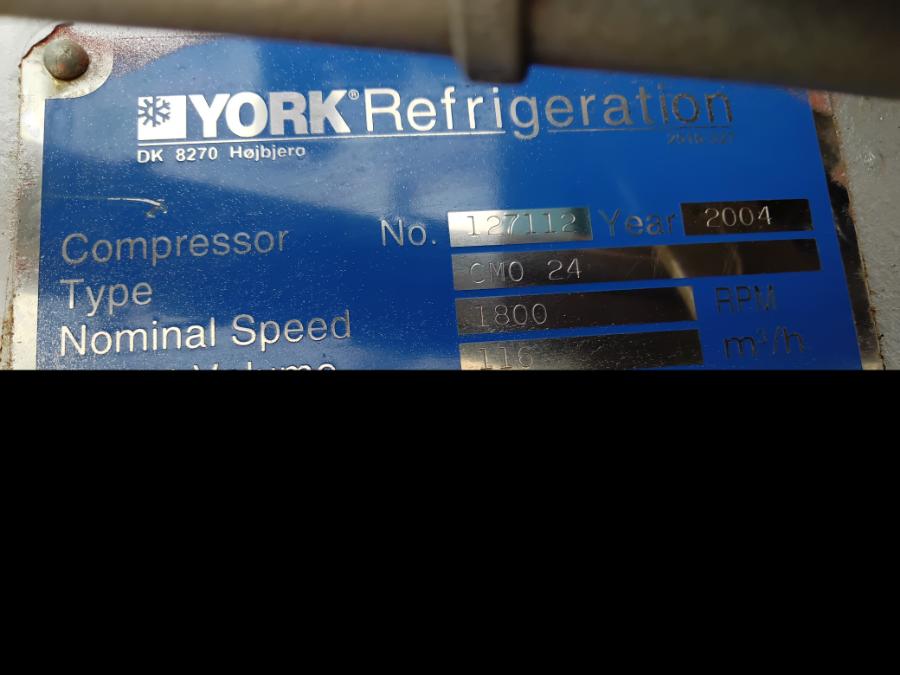 YORK® Refrigeration
DK 8270 Højbjerg
Compressor No. 127112 Year 2004
Type CMO 24
Nominal Speed 1800 RPM
Volume 116 m³/h